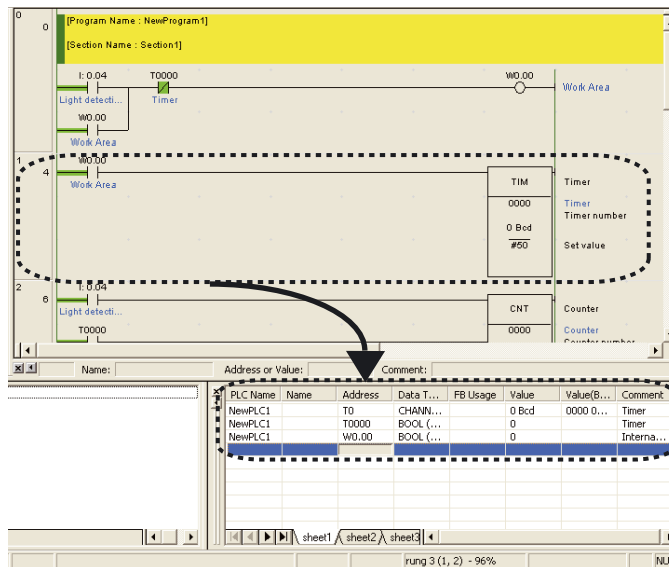 0
0
[Program Name : NewProgram1]
[Section Name : Section1]
I: 0.04 T0000 W0.00
Light detecti... Timer Work Area
W0.00
Work Area
1
4
W0.00
Work Area
TIM Timer
0000 Timer
Timer number
0 Bcd
#50 Set value
2
6
I: 0.04
Light detecti...
CNT Counter
T0000 0000 Counter
Counter number
Name: Address or Value: Comment:
PLC Name Name Address Data T... FB Usage Value Value(B... Comment
NewPLC1 T0 CHANN... 0 Bcd 0000 0... Timer
NewPLC1 T0000 BOOL (... 0 Timer
NewPLC1 W0.00 BOOL (... 0 Interna...
sheet1 sheet2 sheet3
rung 3 (1, 2) - 96% NU